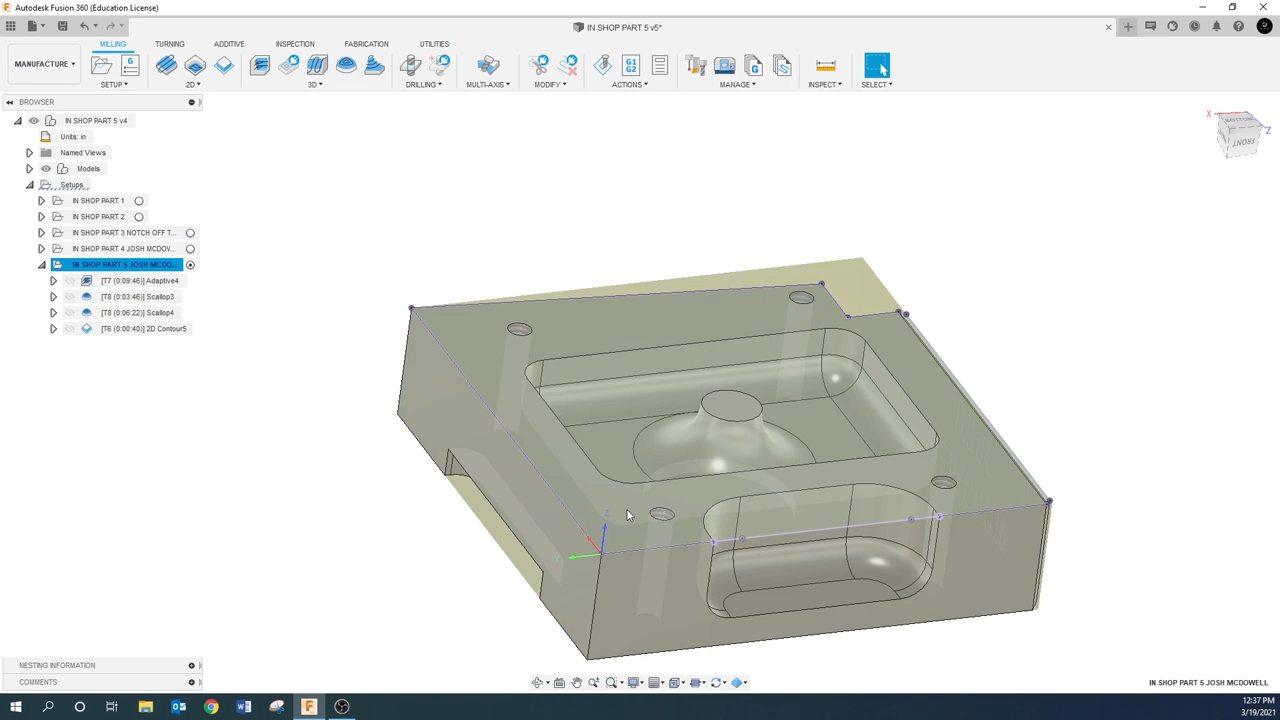 Autodesk Fusion 360 (Education License)
IN SHOP PART 5 v5*
MILLING TURNING ADDITIVE INSPECTION FABRICATION UTILITIES
MANUFACTURE
G1 G2
SETUP 2D 3D DRILLING MULTI-AXIS MODIFY ACTIONS MANAGE INSPECT SELECT
BROWSER
IN SHOP PART 5 v4
Units: in
Named Views
Models
Setups
IN SHOP PART 1
IN SHOP PART 2
IN SHOP PART 3 NOTCH OFF T...
IN SHOP PART 4 JOSH MCDOW...
IN SHOP PART 5 JOSH MCDO...
[T7 (0:09:46)] Adaptive4
[T8 (0:03:46)] Scallop3
[T8 (0:06:22)] Scallop4
[T6 (0:00:40)] 2D Contour5
X
Z
FRONT
Z
Y
NESTING INFORMATION
COMMENTS
IN SHOP PART 5 JOSH MCDOWELL
12:37 PM
3/19/2021